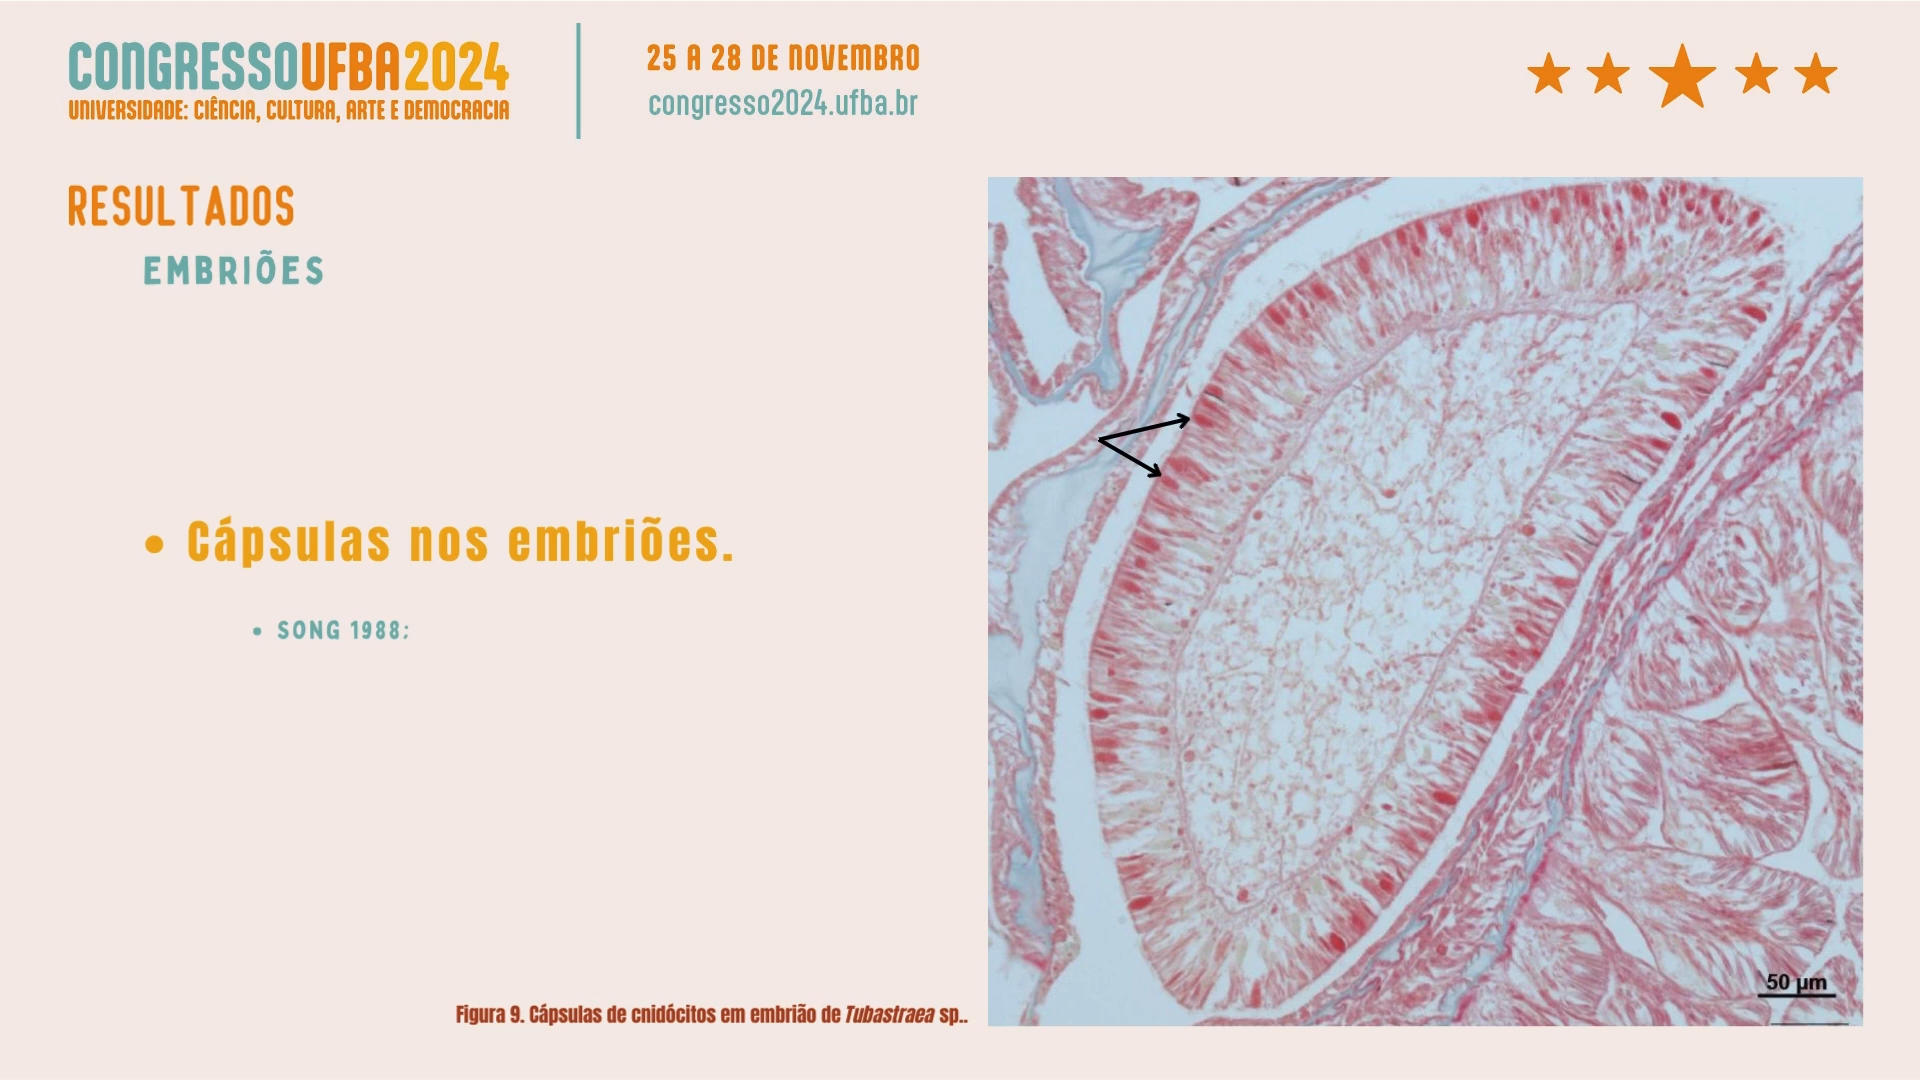 CONGRESSOUFBA2024
UNIVERSIDADE: CIÊNCIA, CULTURA, ARTE E DEMOCRACIA
25 A 28 DE NOVEMBRO
congresso2024.ufba.br
RESULTADOS
EMBRIÕES
• Cápsulas nos embriões.
• SONG 1988;
Figura 9. Cápsulas de cnidócitos em embrião de Tubastraea sp..
50 µm